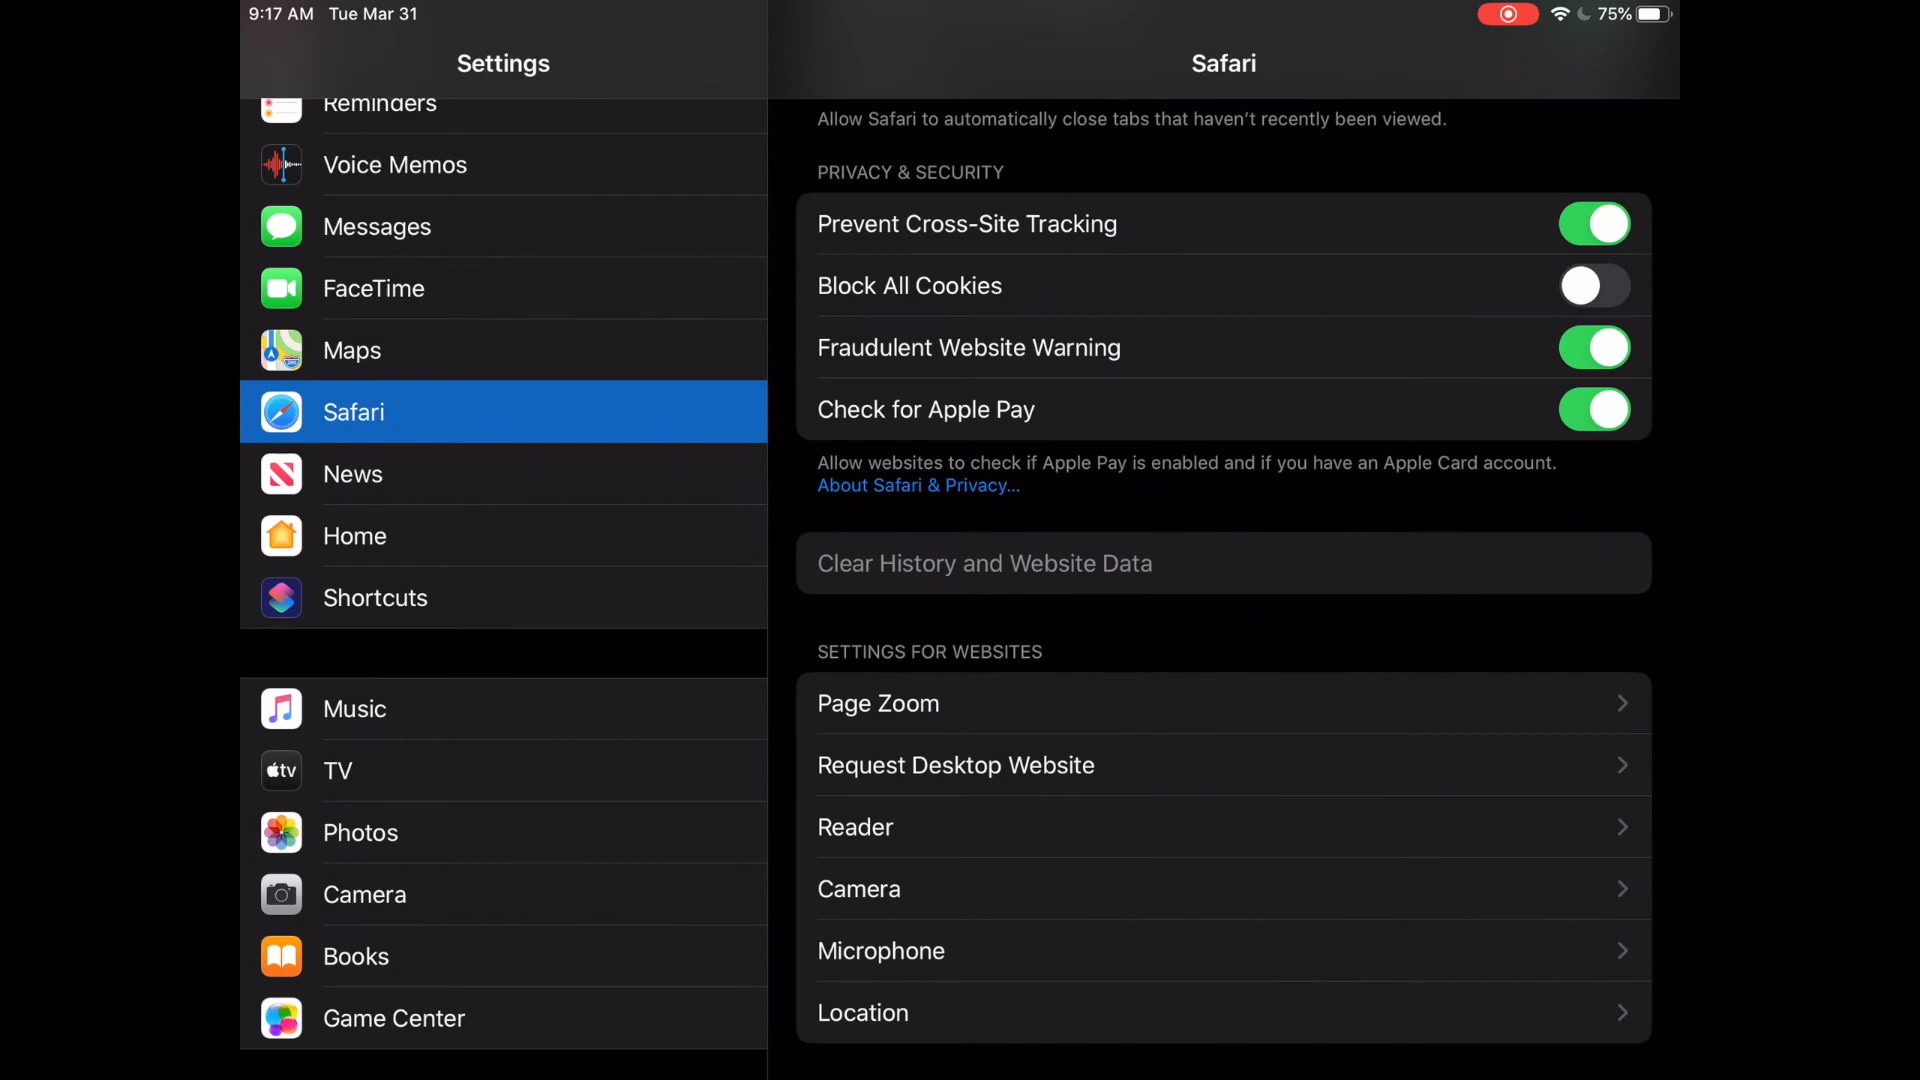 9:17 AM Tue Mar 31
75%
Settings
Reminders
Voice Memos
Messages
FaceTime
Maps
Safari
News
Home
Shortcuts
Music
tv
TV
Photos
Camera
Books
Game Center
Safari
Allow Safari to automatically close tabs that haven't recently been viewed.
PRIVACY & SECURITY
Prevent Cross-Site Tracking
Block All Cookies
Fraudulent Website Warning
Check for Apple Pay
Allow websites to check if Apple Pay is enabled and if you have an Apple Card account.
About Safari & Privacy...
Clear History and Website Data
SETTINGS FOR WEBSITES
Page Zoom
Request Desktop Website
Reader
Camera
Microphone
Location